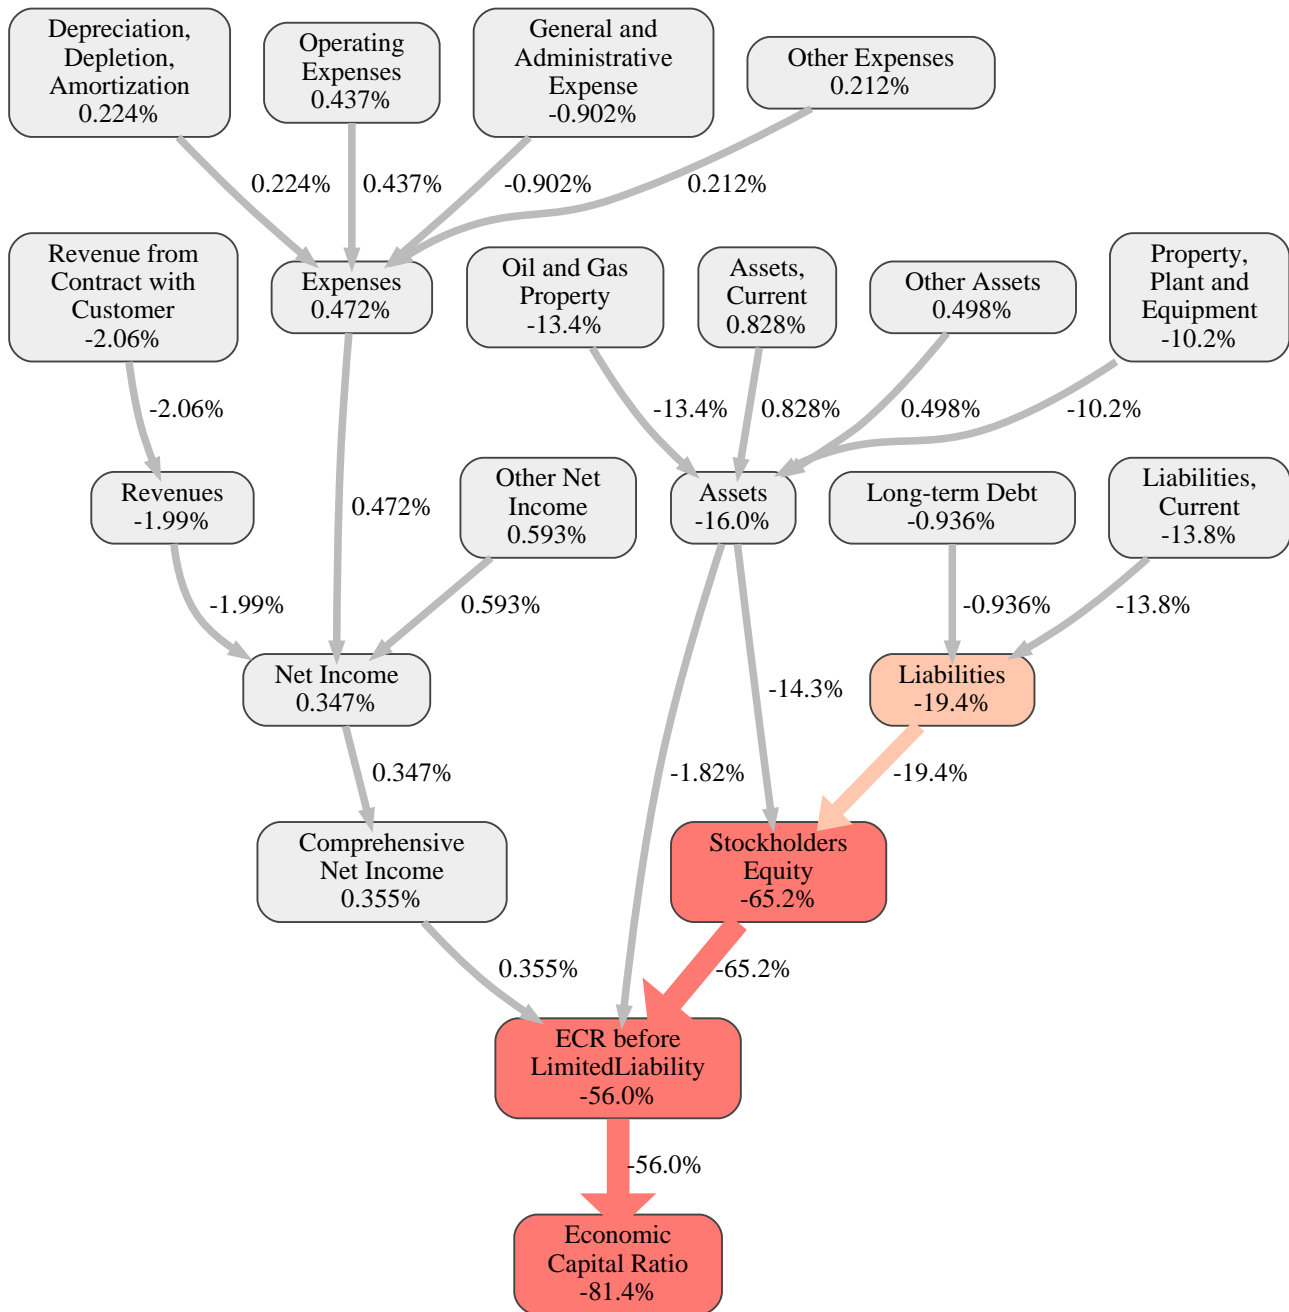 Depreciation,
Depletion,
Amortization
0.224%
Operating
Expenses
0.437%
General and
Administrative
Expense
-0.902%
Other Expenses
0.212%
0.224%
0.437%
-0.902%
0.212%
Revenue from
Contract with
Customer
-2.06%
Expenses
0.472%
Oil and Gas
Property
-13.4%
Assets,
Current
0.828%
Other Assets
0.498%
Property,
Plant and
Equipment
-10.2%
-2.06%
-13.4%
0.828%
0.498%
-10.2%
Revenues
-1.99%
0.472%
Other Net
Income
0.593%
Assets
-16.0%
Long-term Debt
-0.936%
Liabilities,
Current
-13.8%
-1.99%
0.593%
-0.936%
-13.8%
Net Income
0.347%
-14.3%
Liabilities
-19.4%
0.347%
-1.82%
-19.4%
Comprehensive
Net Income
0.355%
Stockholders
Equity
-65.2%
0.355%
-65.2%
ECR before
LimitedLiability
-56.0%
-56.0%
Economic
Capital Ratio
-81.4%